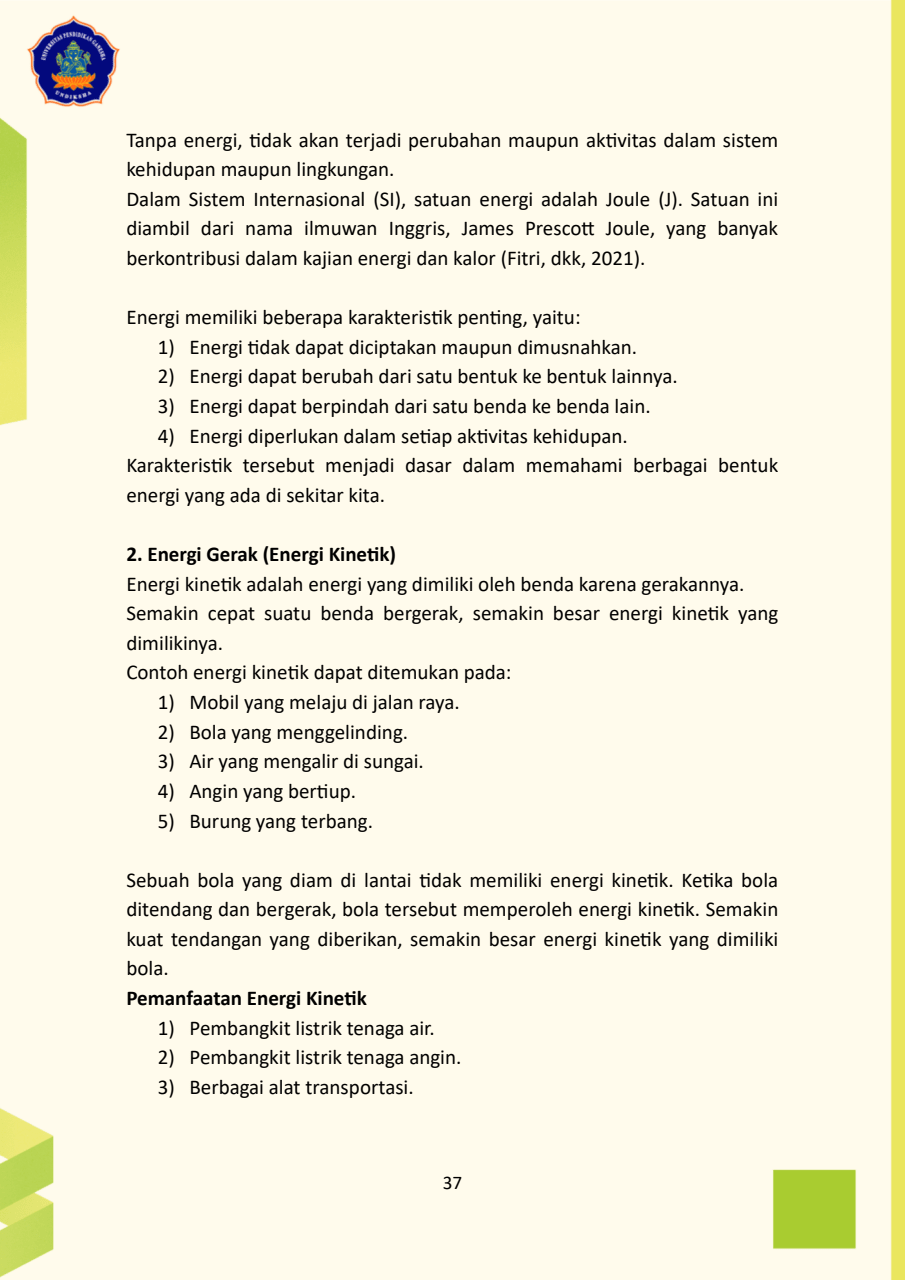 UNIVERSITAS PENDIDIKAN GANESHA
UNDIKSHA
Tanpa energi, tidak akan terjadi perubahan maupun aktivitas dalam sistem
kehidupan maupun lingkungan.
Dalam Sistem Internasional (SI), satuan energi adalah Joule (J). Satuan ini
diambil dari nama ilmuwan Inggris, James Prescott Joule, yang banyak
berkontribusi dalam kajian energi dan kalor (Fitri, dkk, 2021).
Energi memiliki beberapa karakteristik penting, yaitu:
1) Energi tidak dapat diciptakan maupun dimusnahkan.
2) Energi dapat berubah dari satu bentuk ke bentuk lainnya.
3) Energi dapat berpindah dari satu benda ke benda lain.
4) Energi diperlukan dalam setiap aktivitas kehidupan.
Karakteristik tersebut menjadi dasar dalam memahami berbagai bentuk
energi yang ada di sekitar kita.
2. Energi Gerak (Energi Kinetik)
Energi kinetik adalah energi yang dimiliki oleh benda karena gerakannya.
Semakin cepat suatu benda bergerak, semakin besar energi kinetik yang
dimilikinya.
Contoh energi kinetik dapat ditemukan pada:
1) Mobil yang melaju di jalan raya.
2) Bola yang menggelinding.
3) Air yang mengalir di sungai.
4) Angin yang bertiup.
5) Burung yang terbang.
Sebuah bola yang diam di lantai tidak memiliki energi kinetik. Ketika bola
ditendang dan bergerak, bola tersebut memperoleh energi kinetik. Semakin
kuat tendangan yang diberikan, semakin besar energi kinetik yang dimiliki
bola.
Pemanfaatan Energi Kinetik
1) Pembangkit listrik tenaga air.
2) Pembangkit listrik tenaga angin.
3) Berbagai alat transportasi.
37